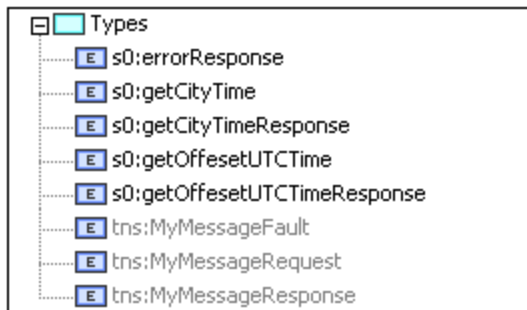 Types
E s0:errorResponse
E s0:getCityTime
E s0:getCityTimeResponse
E s0:getOffesetUTCTime
E s0:getOffesetUTCTimeResponse
E tns:MyMessageFault
E tns:MyMessageRequest
E tns:MyMessageResponse